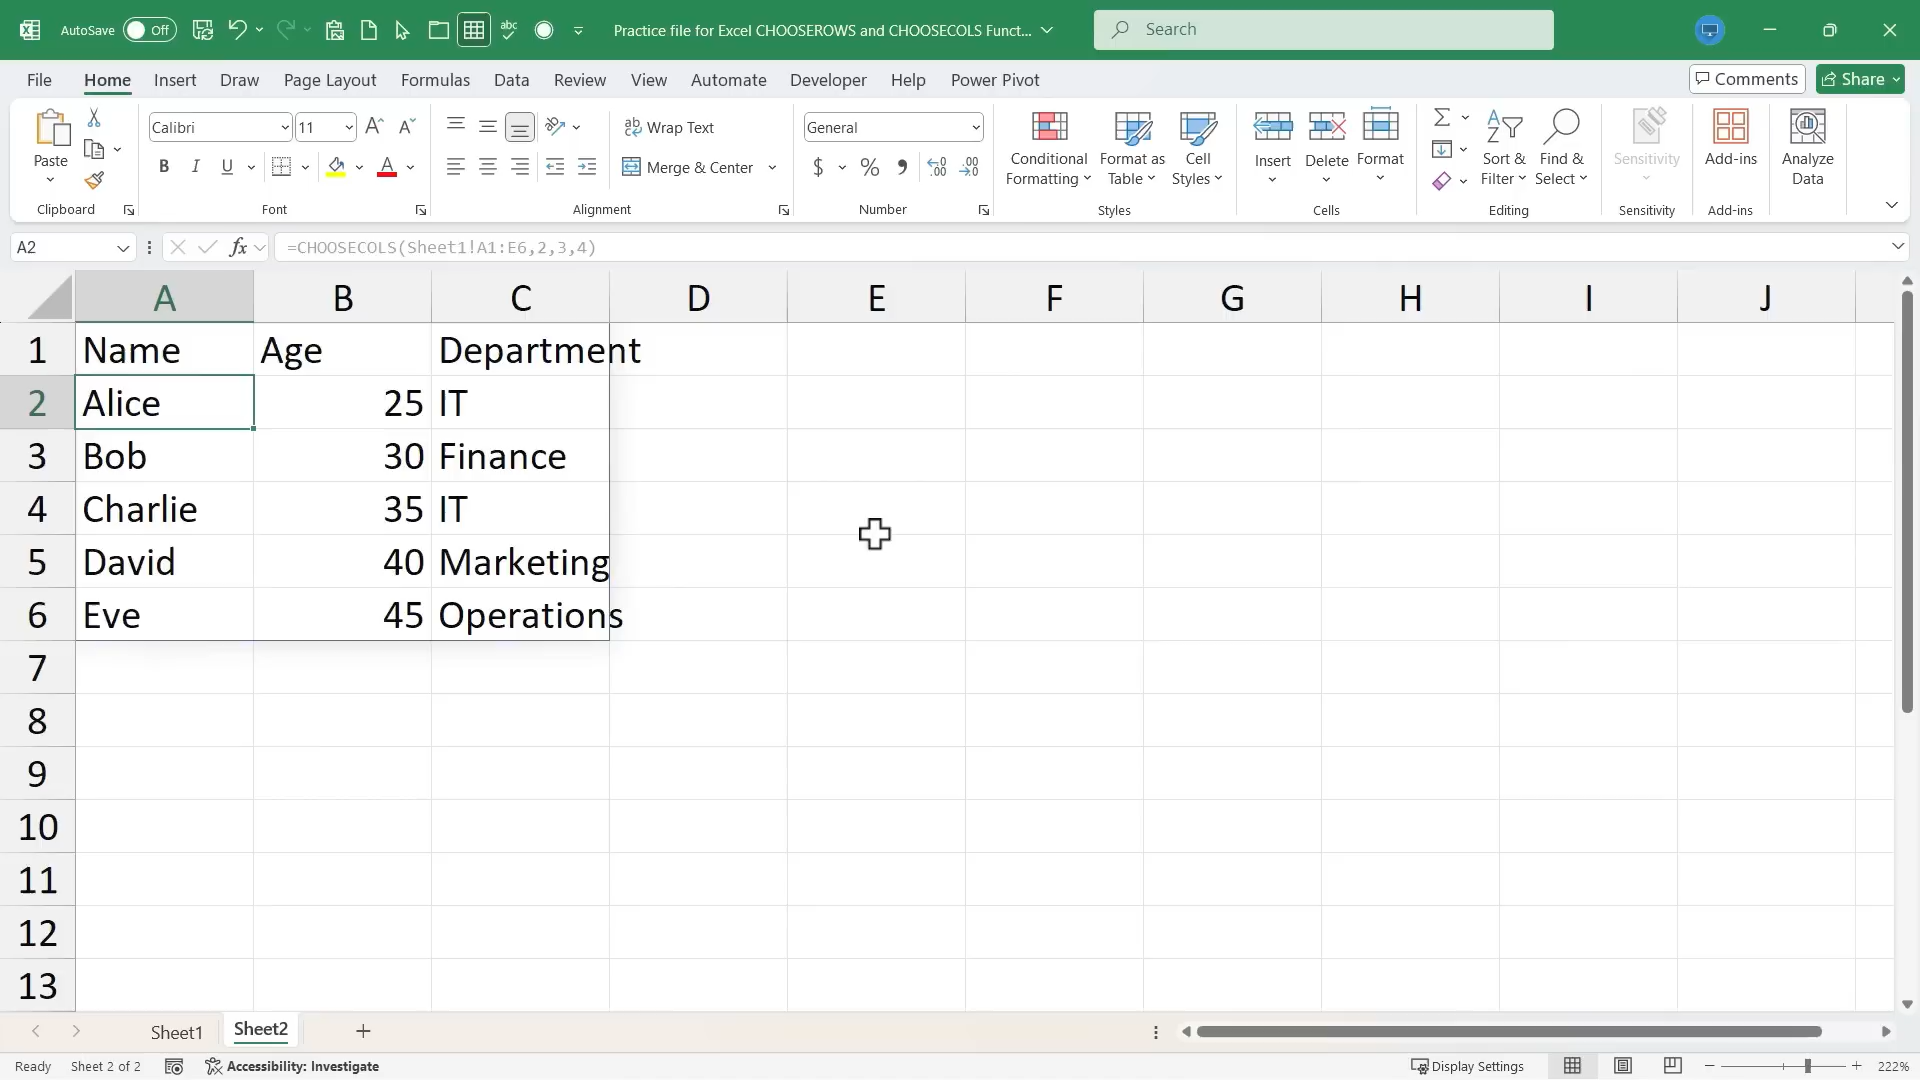 AutoSave Off Practice file for Excel CHOOSEROWS and CHOOSECOLS Funct... Search
File Home Insert Draw Page Layout Formulas Data Review View Automate Developer Help Power Pivot Comments Share
Paste Calibri 11 Wrap Text General Conditional Formatting Format as Table Cell Styles Insert Delete Format Sort & Filter Find & Select Sensitivity Add-ins Analyze Data
B I U Merge & Center $ %
Clipboard Font Alignment Number Styles Cells Editing Sensitivity Add-ins
A2 fx =CHOOSECOLS(Sheet1!A1:E6,2,3,4)
A B C D E F G H I J
1 Name Age Department
2 Alice 25 IT
3 Bob 30 Finance
4 Charlie 35 IT
5 David 40 Marketing
6 Eve 45 Operations
7
8
9
10
11
12
13
Sheet1 Sheet2
Ready Sheet 2 of 2 Accessibility: Investigate Display Settings 222%